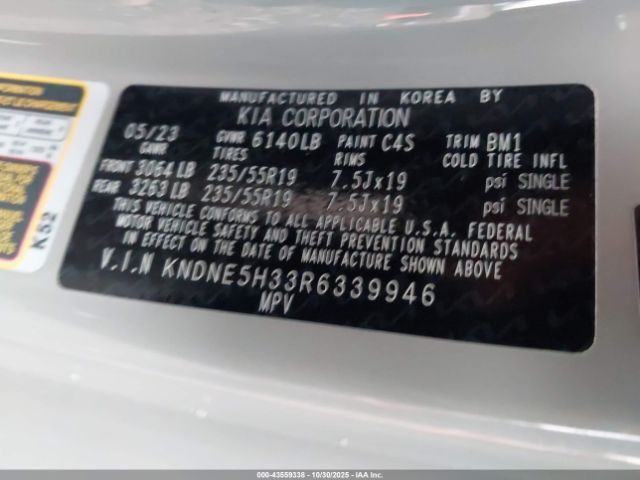 MANUFACTURED IN KOREA BY
KIA CORPORATION
05/23 GVWR 6140LB PAINT C4S TRIM BM1
GAWR TIRES RIMS COLD TIRE INFL
FRONT 3064 LB 235/55R19 7.5Jx19 psi SINGLE
REAR 3263 LB 235/55R19 7.5Jx19 psi SINGLE
THIS VEHICLE CONFORMS TO ALL APPLICABLE U.S.A. FEDERAL
MOTOR VEHICLE SAFETY AND THEFT PREVENTION STANDARDS
IN EFFECT ON THE DATE OF MANUFACTURE SHOWN ABOVE
V.I.N KNDNE5H33R6339946
MPV
K52
000-43559338 | 10/30/2025 | IAA, Inc.